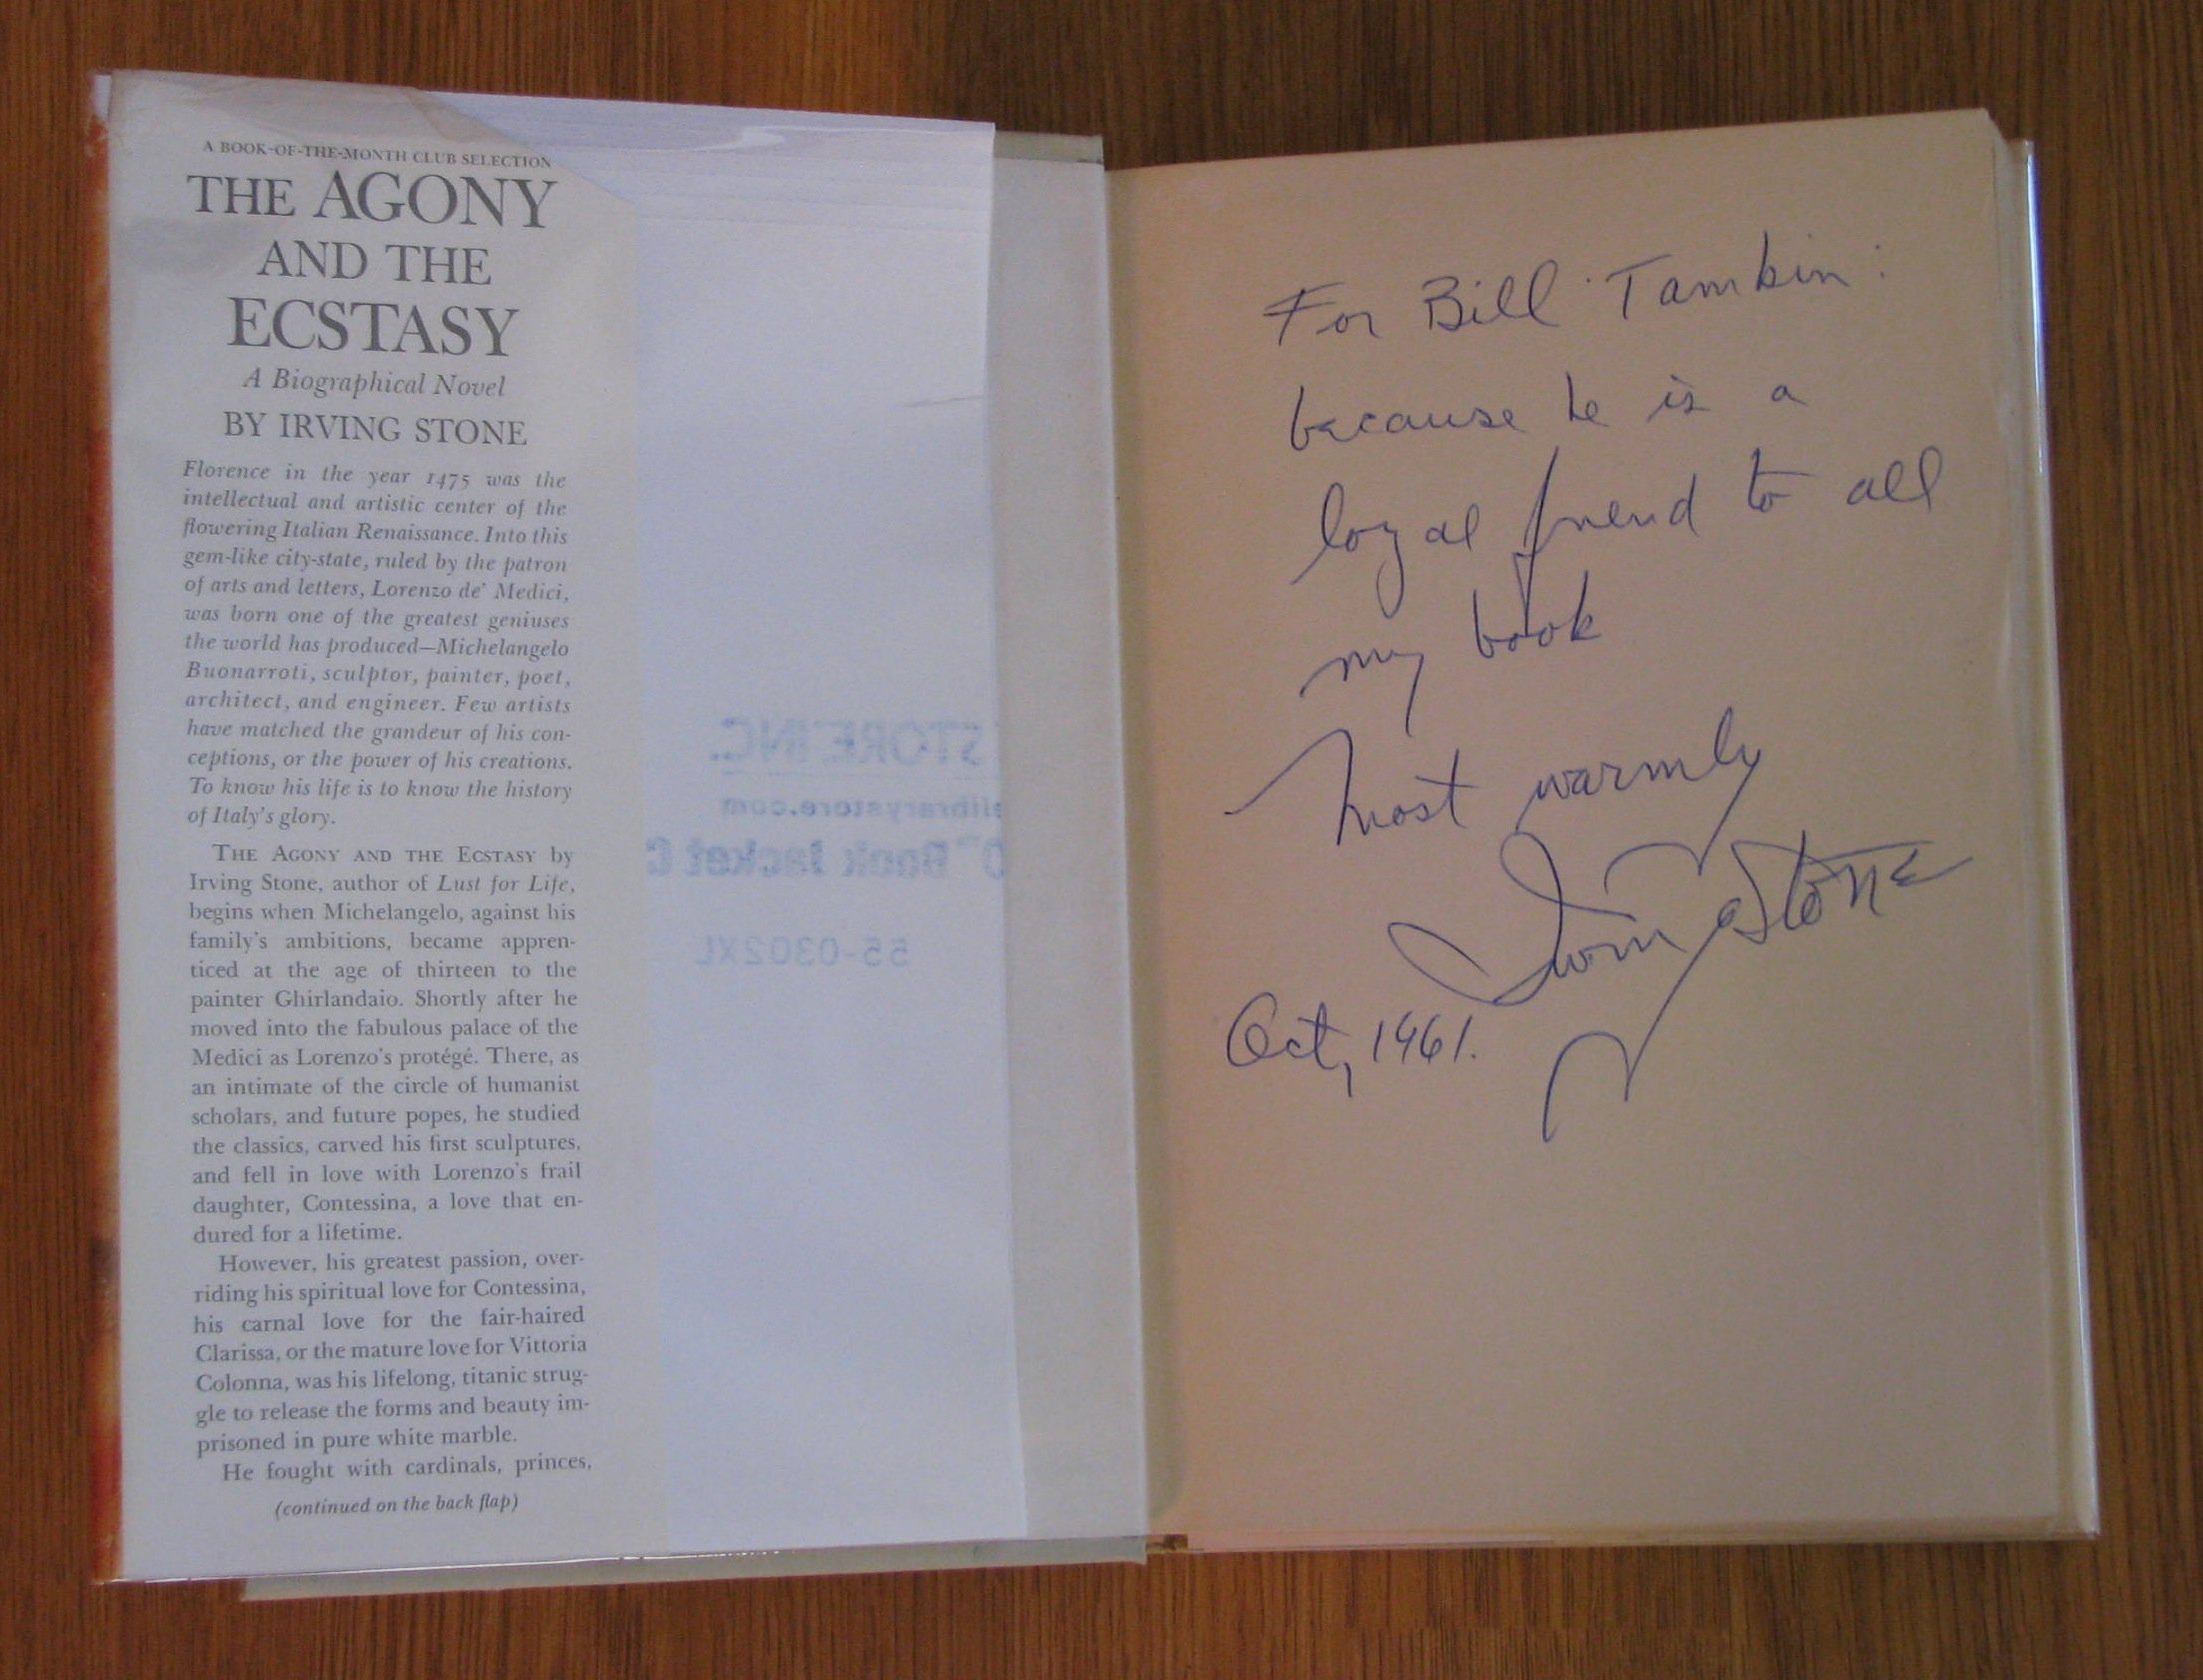 A BOOK-OF-THE-MONTH CLUB SELECTION
THE AGONY
AND THE
ECSTASY
A Biographical Novel
BY IRVING STONE
Florence in the year 1475 was the
intellectual and artistic center of the
flowering Italian Renaissance. Into this
gem-like city-state, ruled by the patron
of arts and letters, Lorenzo de' Medici,
was born one of the greatest geniuses
the world has produced—Michelangelo
Buonarroti, sculptor, painter, poet,
architect, and engineer. Few artists
have matched the grandeur of his con-
ceptions, or the power of his creations.
To know his life is to know the history
of Italy's glory.
THE AGONY AND THE ECSTASY by
Irving Stone, author of Lust for Life,
begins when Michelangelo, against his
family's ambitions, became appren-
ticed at the age of thirteen to the
painter Ghirlandaio. Shortly after he
moved into the fabulous palace of the
Medici as Lorenzo's protégé. There, as
an intimate of the circle of humanist
scholars, and future popes, he studied
the classics, carved his first sculptures,
and fell in love with Lorenzo's frail
daughter, Contessina, a love that en-
dured for a lifetime.
However, his greatest passion, over-
riding his spiritual love for Contessina,
his carnal love for the fair-haired
Clarissa, or the mature love for Vittoria
Colonna, was his lifelong, titanic strug-
gle to release the forms and beauty im-
prisoned in pure white marble.
He fought with cardinals, princes,
(continued on the back flap)
STORE INC.
elibrarystore.com
Book Jacket C
55-0302XL
For Bill Tamkin:
because he is a
loyal friend to all
my book
Most warmly
Irving Stone
Oct, 1961.